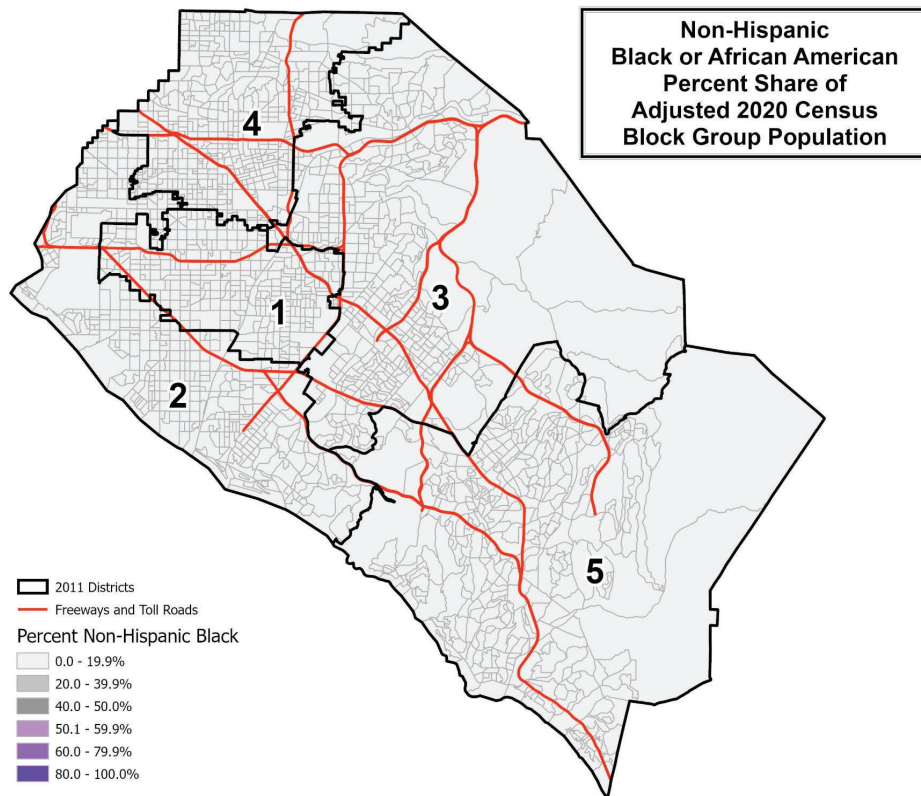 Non-Hispanic
Black or African American
Percent Share of
Adjusted 2020 Census
Block Group Population
4
3
1
2
5
2011 Districts
Freeways and Toll Roads
Percent Non-Hispanic Black
0.0 - 19.9%
20.0 - 39.9%
40.0 - 50.0%
50.1 - 59.9%
60.0 - 79.9%
80.0 - 100.0%